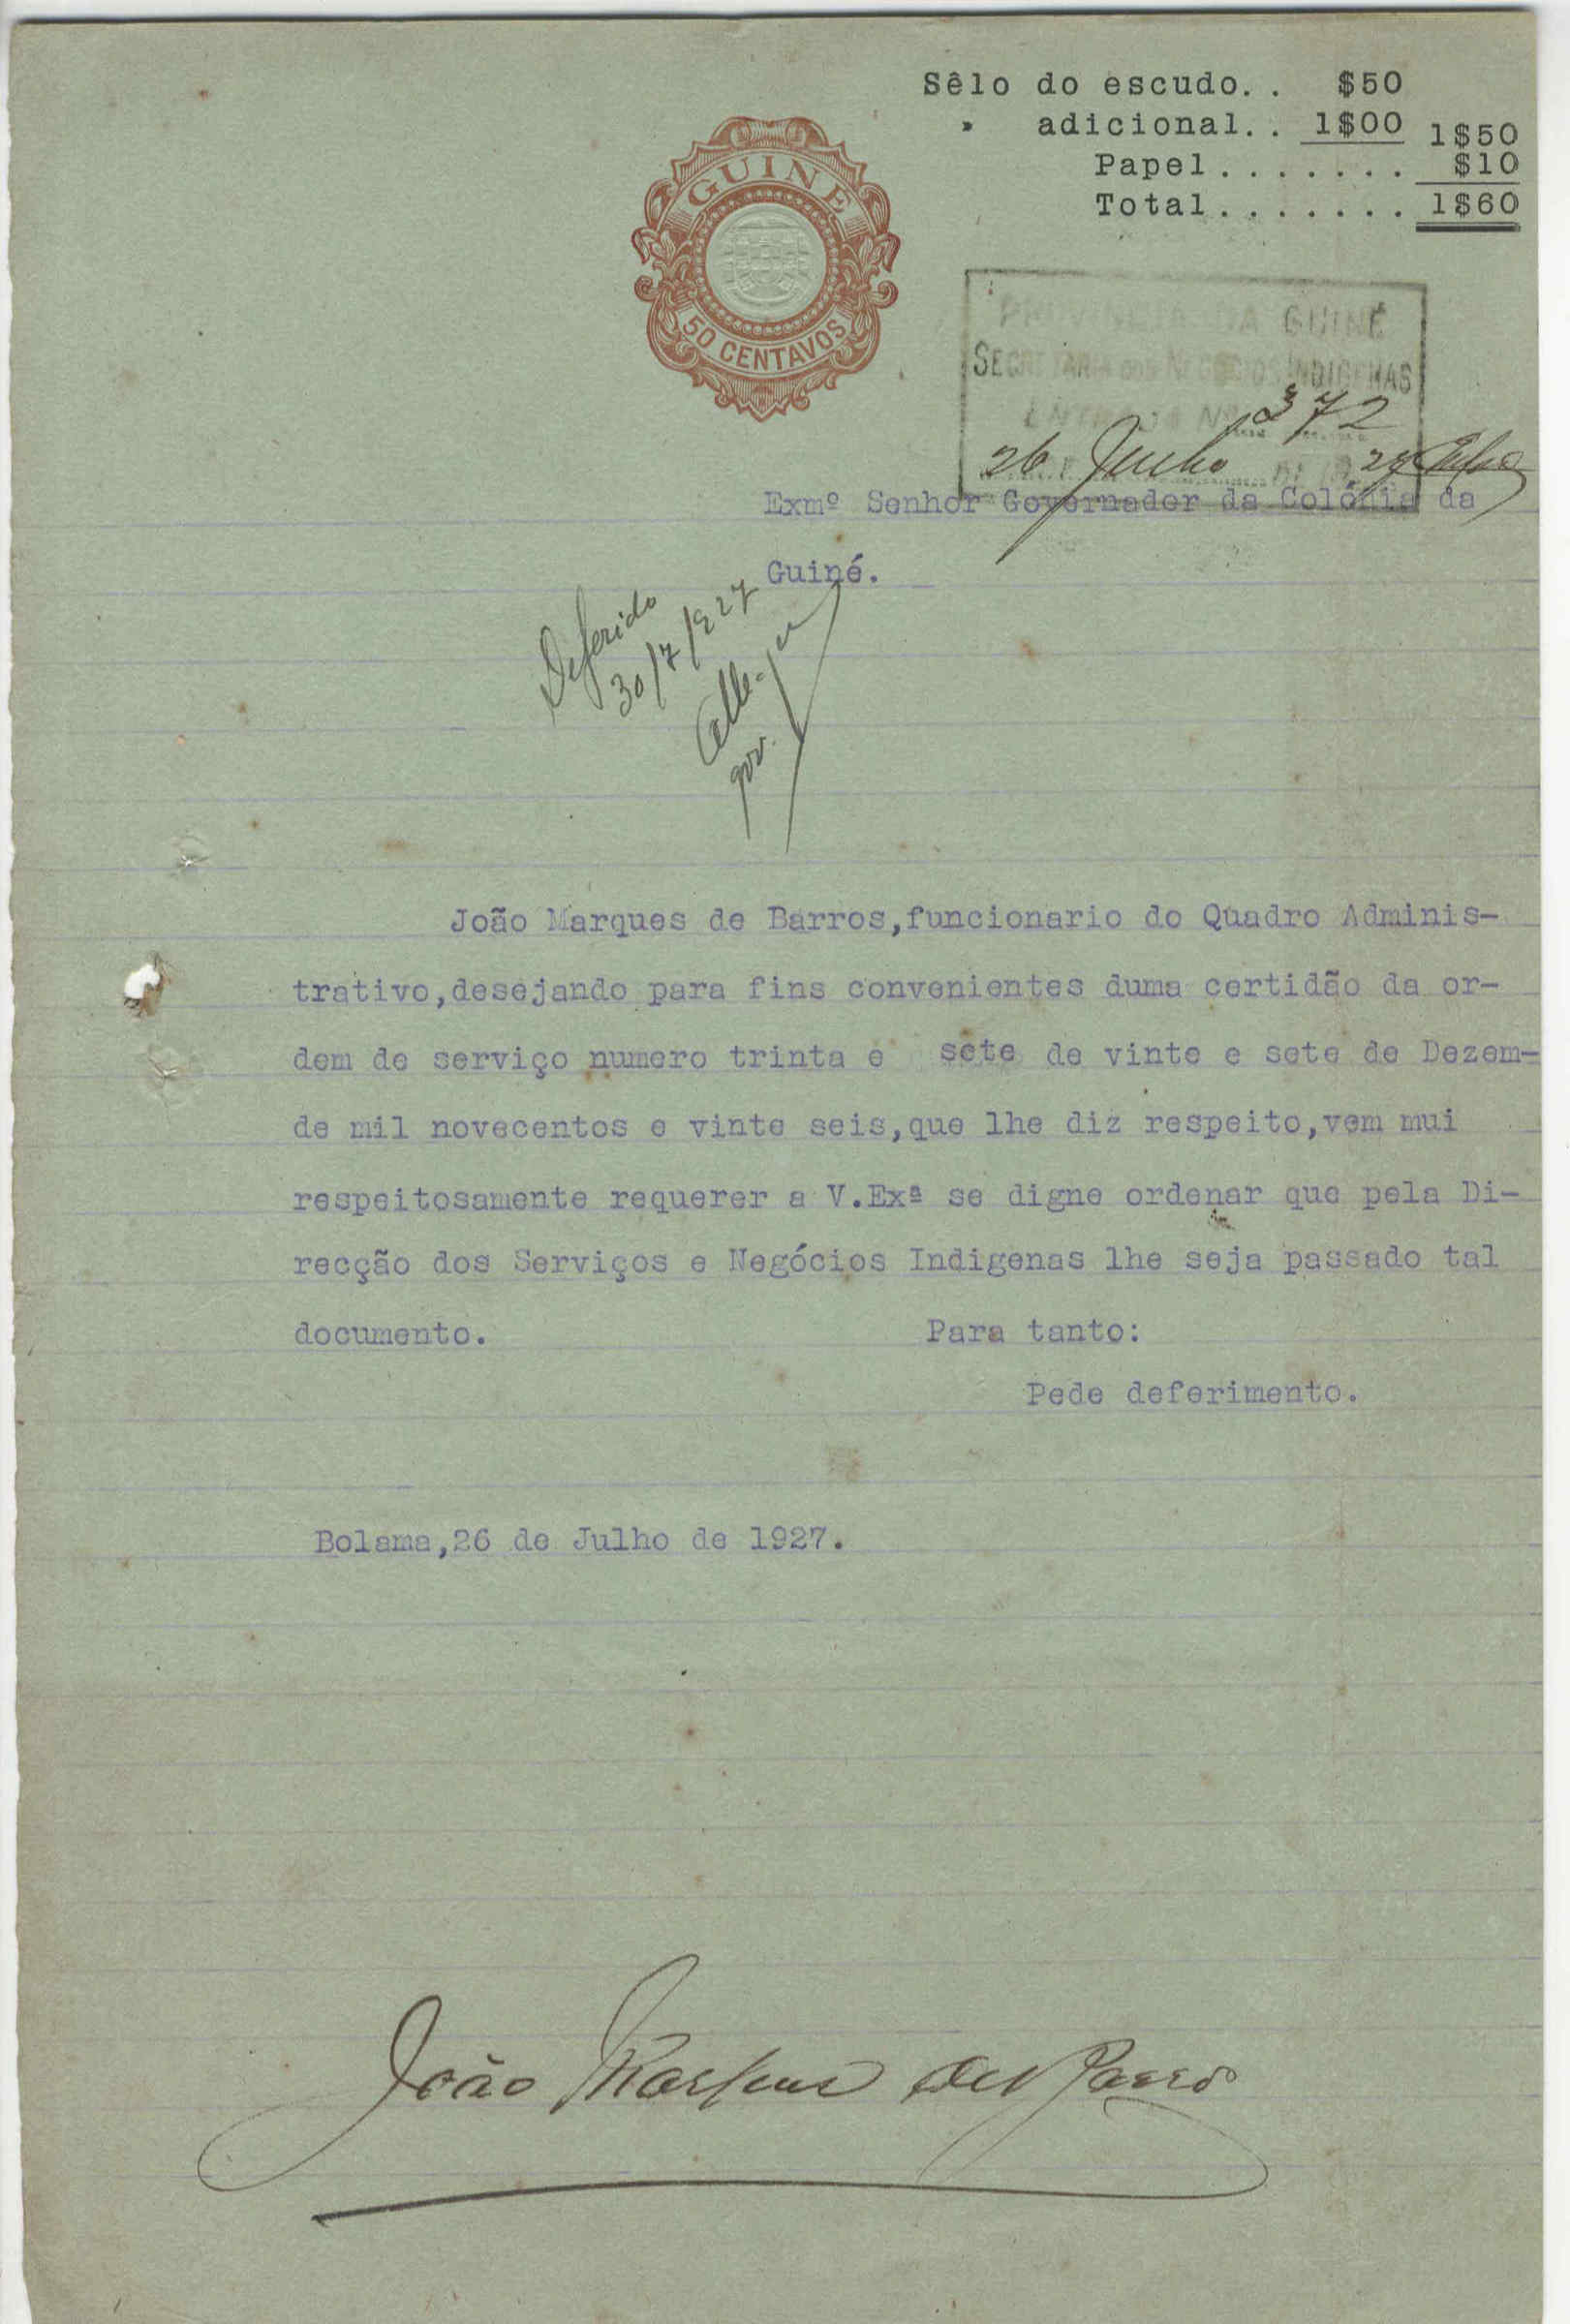 Sêlo do escudo.. $50
" adicional.. 1$00 1$50
Papel....... $10
Total....... 1$60
GUINÉ
50 CENTAVOS
PROVINCIA DA GUINÉ
SECRETARIA DOS NEGOCIOS INDIGENAS
ENTRADA Nº 372
26 Julho 27
Exmº Senhor Governador da Colónia da
Guiné.
Deferido
30/7/927
gov.
João Marques de Barros,funcionario do Quadro Adminis-
trativo,desejando para fins convenientes duma certidão da or-
dem de serviço numero trinta e sete de vinte e sete de Dezem-
de mil novecentos e vinte seis,que lhe diz respeito,vem mui
respeitosamente requerer a V.Exª se digne ordenar que pela Di-
recção dos Serviços e Negócios Indigenas lhe seja passado tal
documento. Para tanto:
Pede deferimento.
Bolama,26 de Julho de 1927.
João Marques de Barros